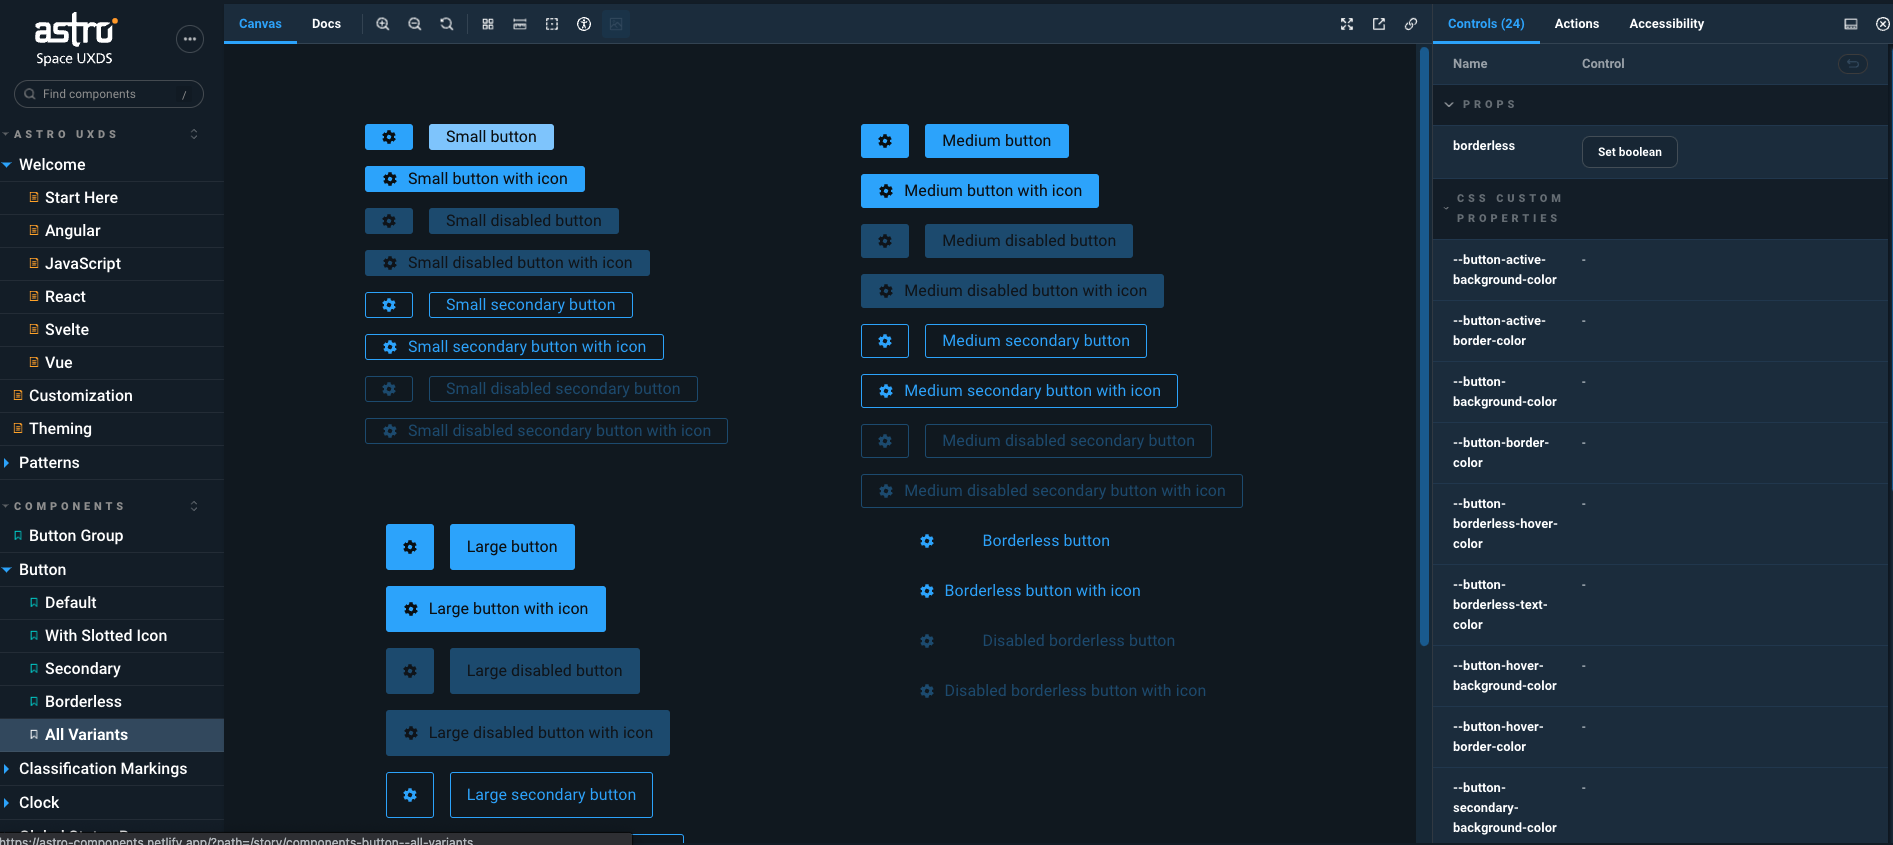 astro
Space UXDS
Find components
/
ASTRO UXDS
Welcome
Start Here
Angular
JavaScript
React
Svelte
Vue
Customization
Theming
Patterns
COMPONENTS
Button Group
Button
Default
With Slotted Icon
Secondary
Borderless
All Variants
Classification Markings
Clock
https://astro-components.netlify.app/?path=/story/components-button--all-variants
Canvas
Docs
Small button
Small button with icon
Small disabled button
Small disabled button with icon
Small secondary button
Small secondary button with icon
Small disabled secondary button
Small disabled secondary button with icon
Large button
Large button with icon
Large disabled button
Large disabled button with icon
Large secondary button
Medium button
Medium button with icon
Medium disabled button
Medium disabled button with icon
Medium secondary button
Medium secondary button with icon
Medium disabled secondary button
Medium disabled secondary button with icon
Borderless button
Borderless button with icon
Disabled borderless button
Disabled borderless button with icon
Controls (24)
Actions
Accessibility
Name
Control
PROPS
borderless
Set boolean
CSS CUSTOM
PROPERTIES
--button-active-
background-color
-
--button-active-
border-color
-
--button-
background-color
-
--button-border-
color
-
--button-
borderless-hover-
color
-
--button-
borderless-text-
color
-
--button-hover-
background-color
-
--button-hover-
border-color
-
--button-
secondary-
background-color
-